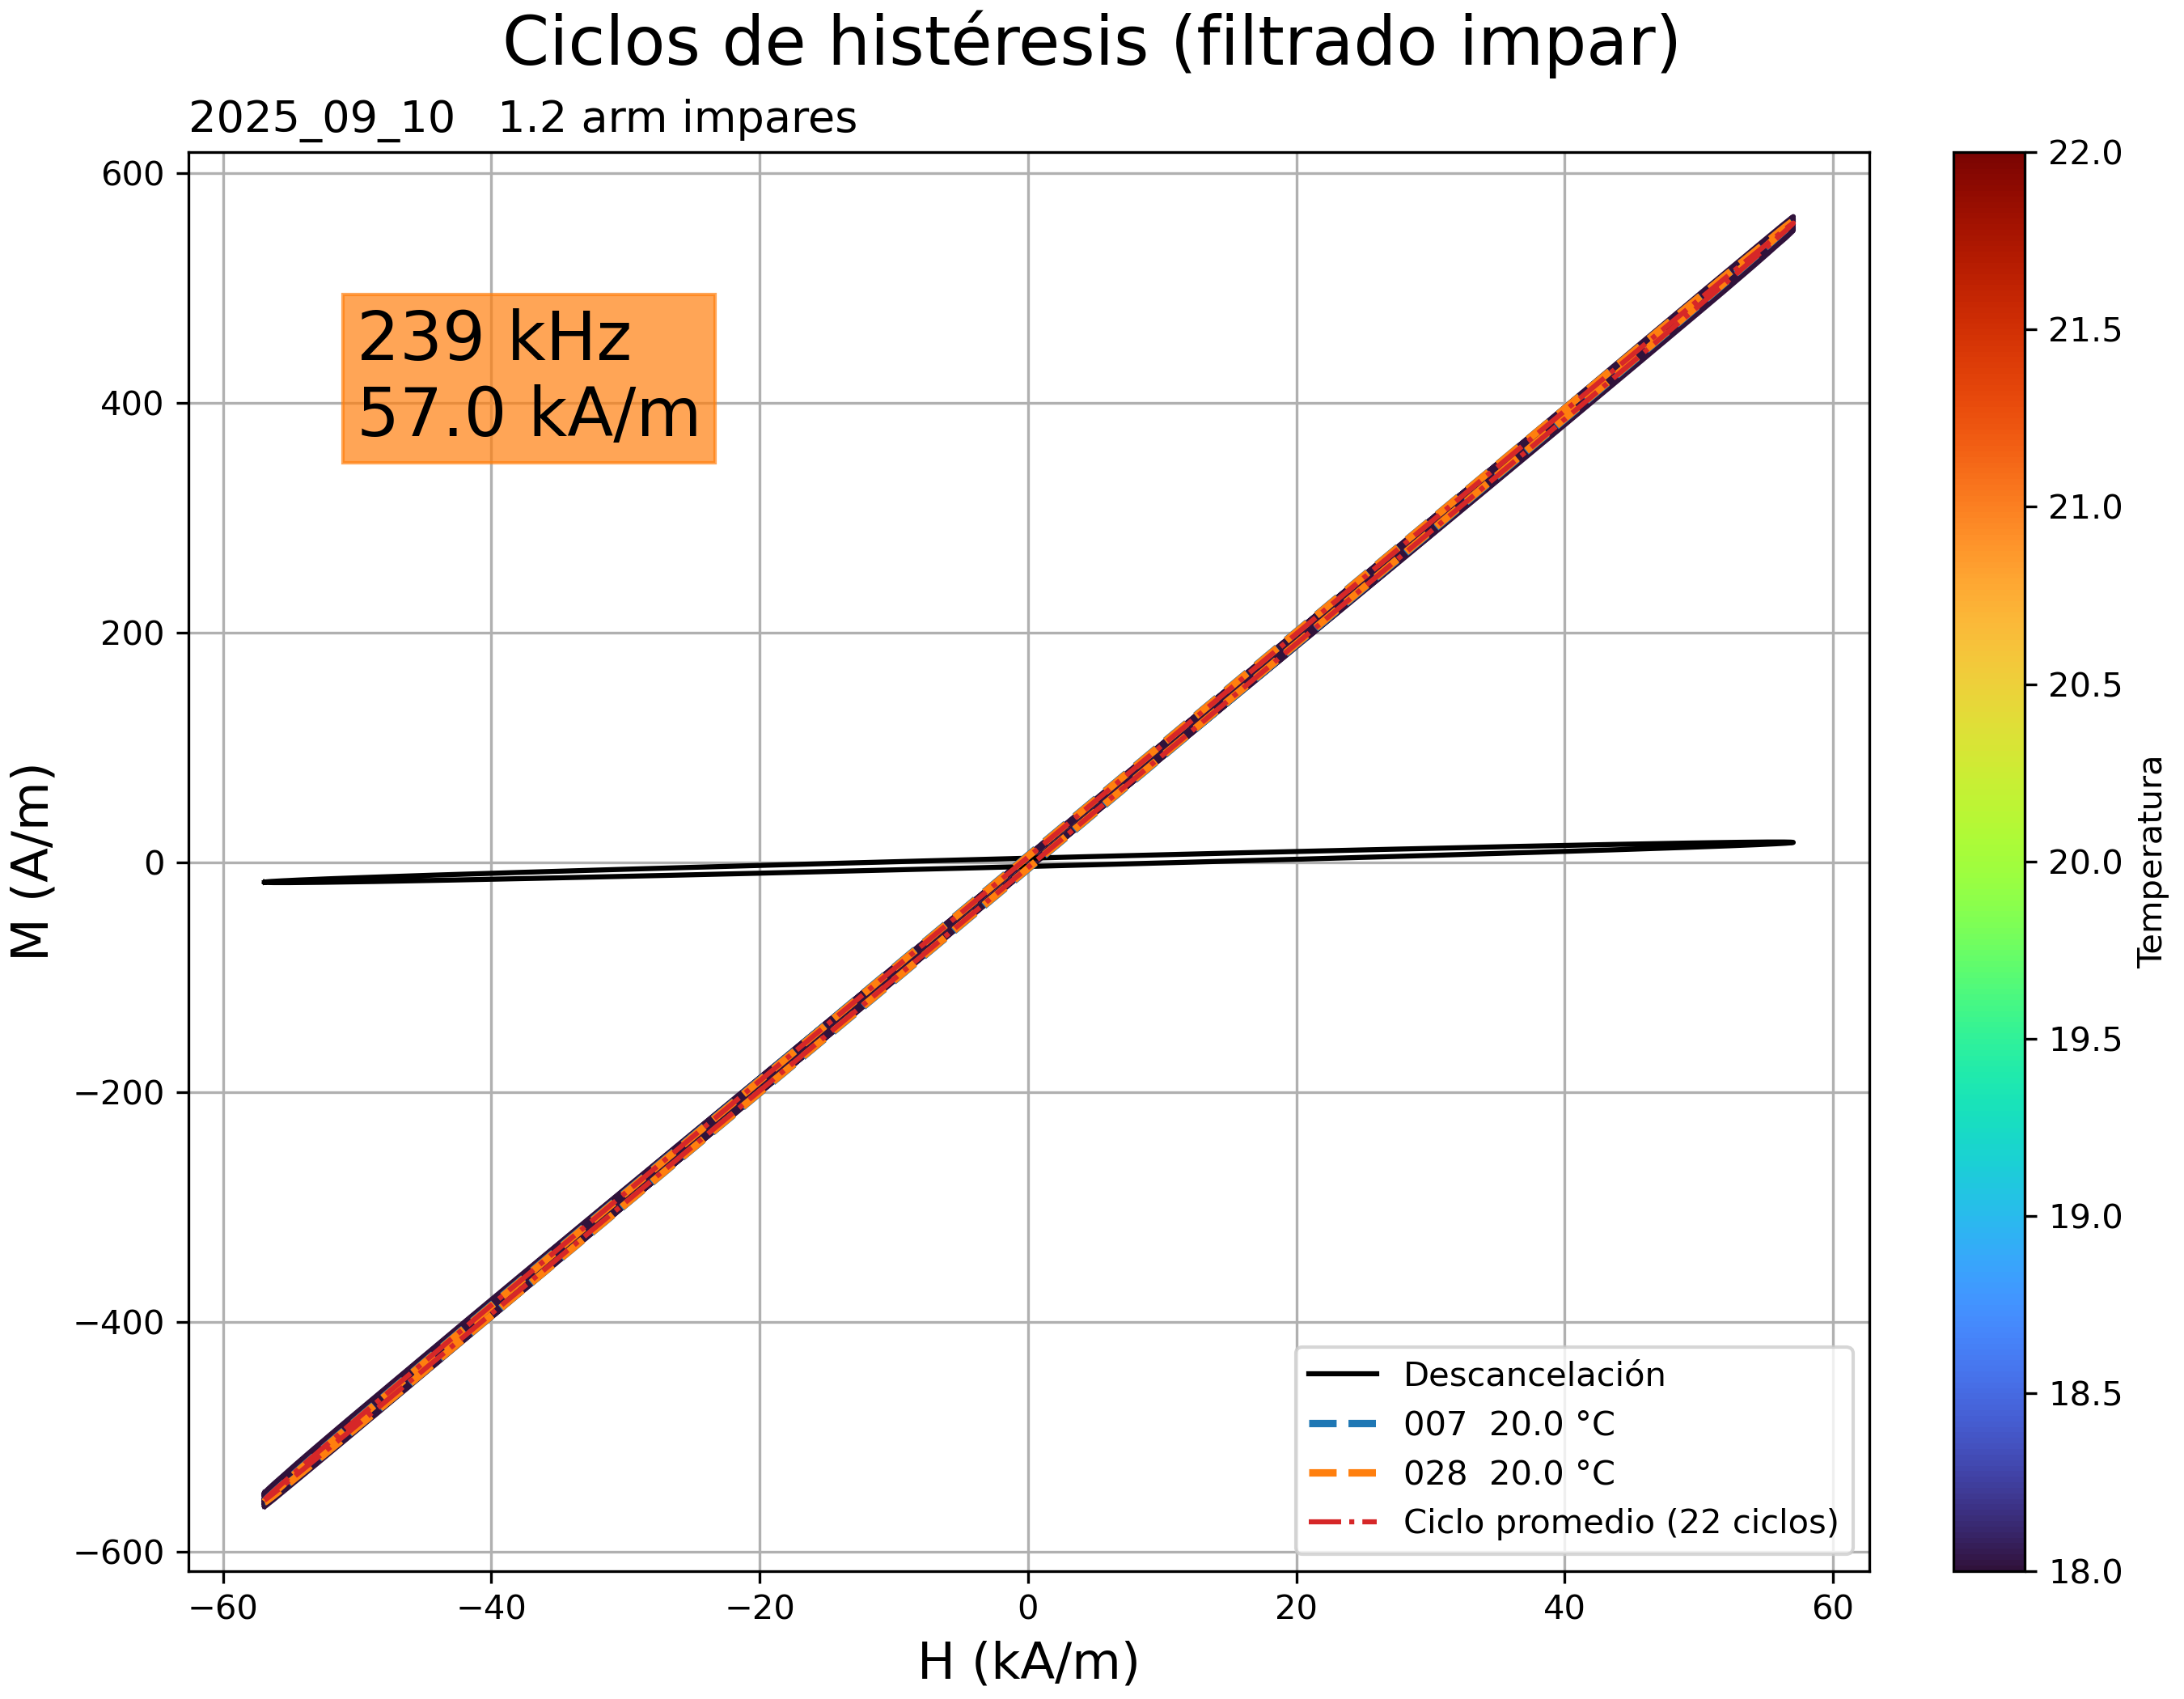 Ciclos de histéresis (filtrado impar)
2025_09_10   1.2 arm impares
239 kHz
57.0 kA/m
M (A/m)
600
400
200
0
−200
−400
−600
−60
−40
−20
0
20
40
60
H (kA/m)
Descancelación
007  20.0 °C
028  20.0 °C
Ciclo promedio (22 ciclos)
22.0
21.5
21.0
20.5
20.0
19.5
19.0
18.5
18.0
Temperatura